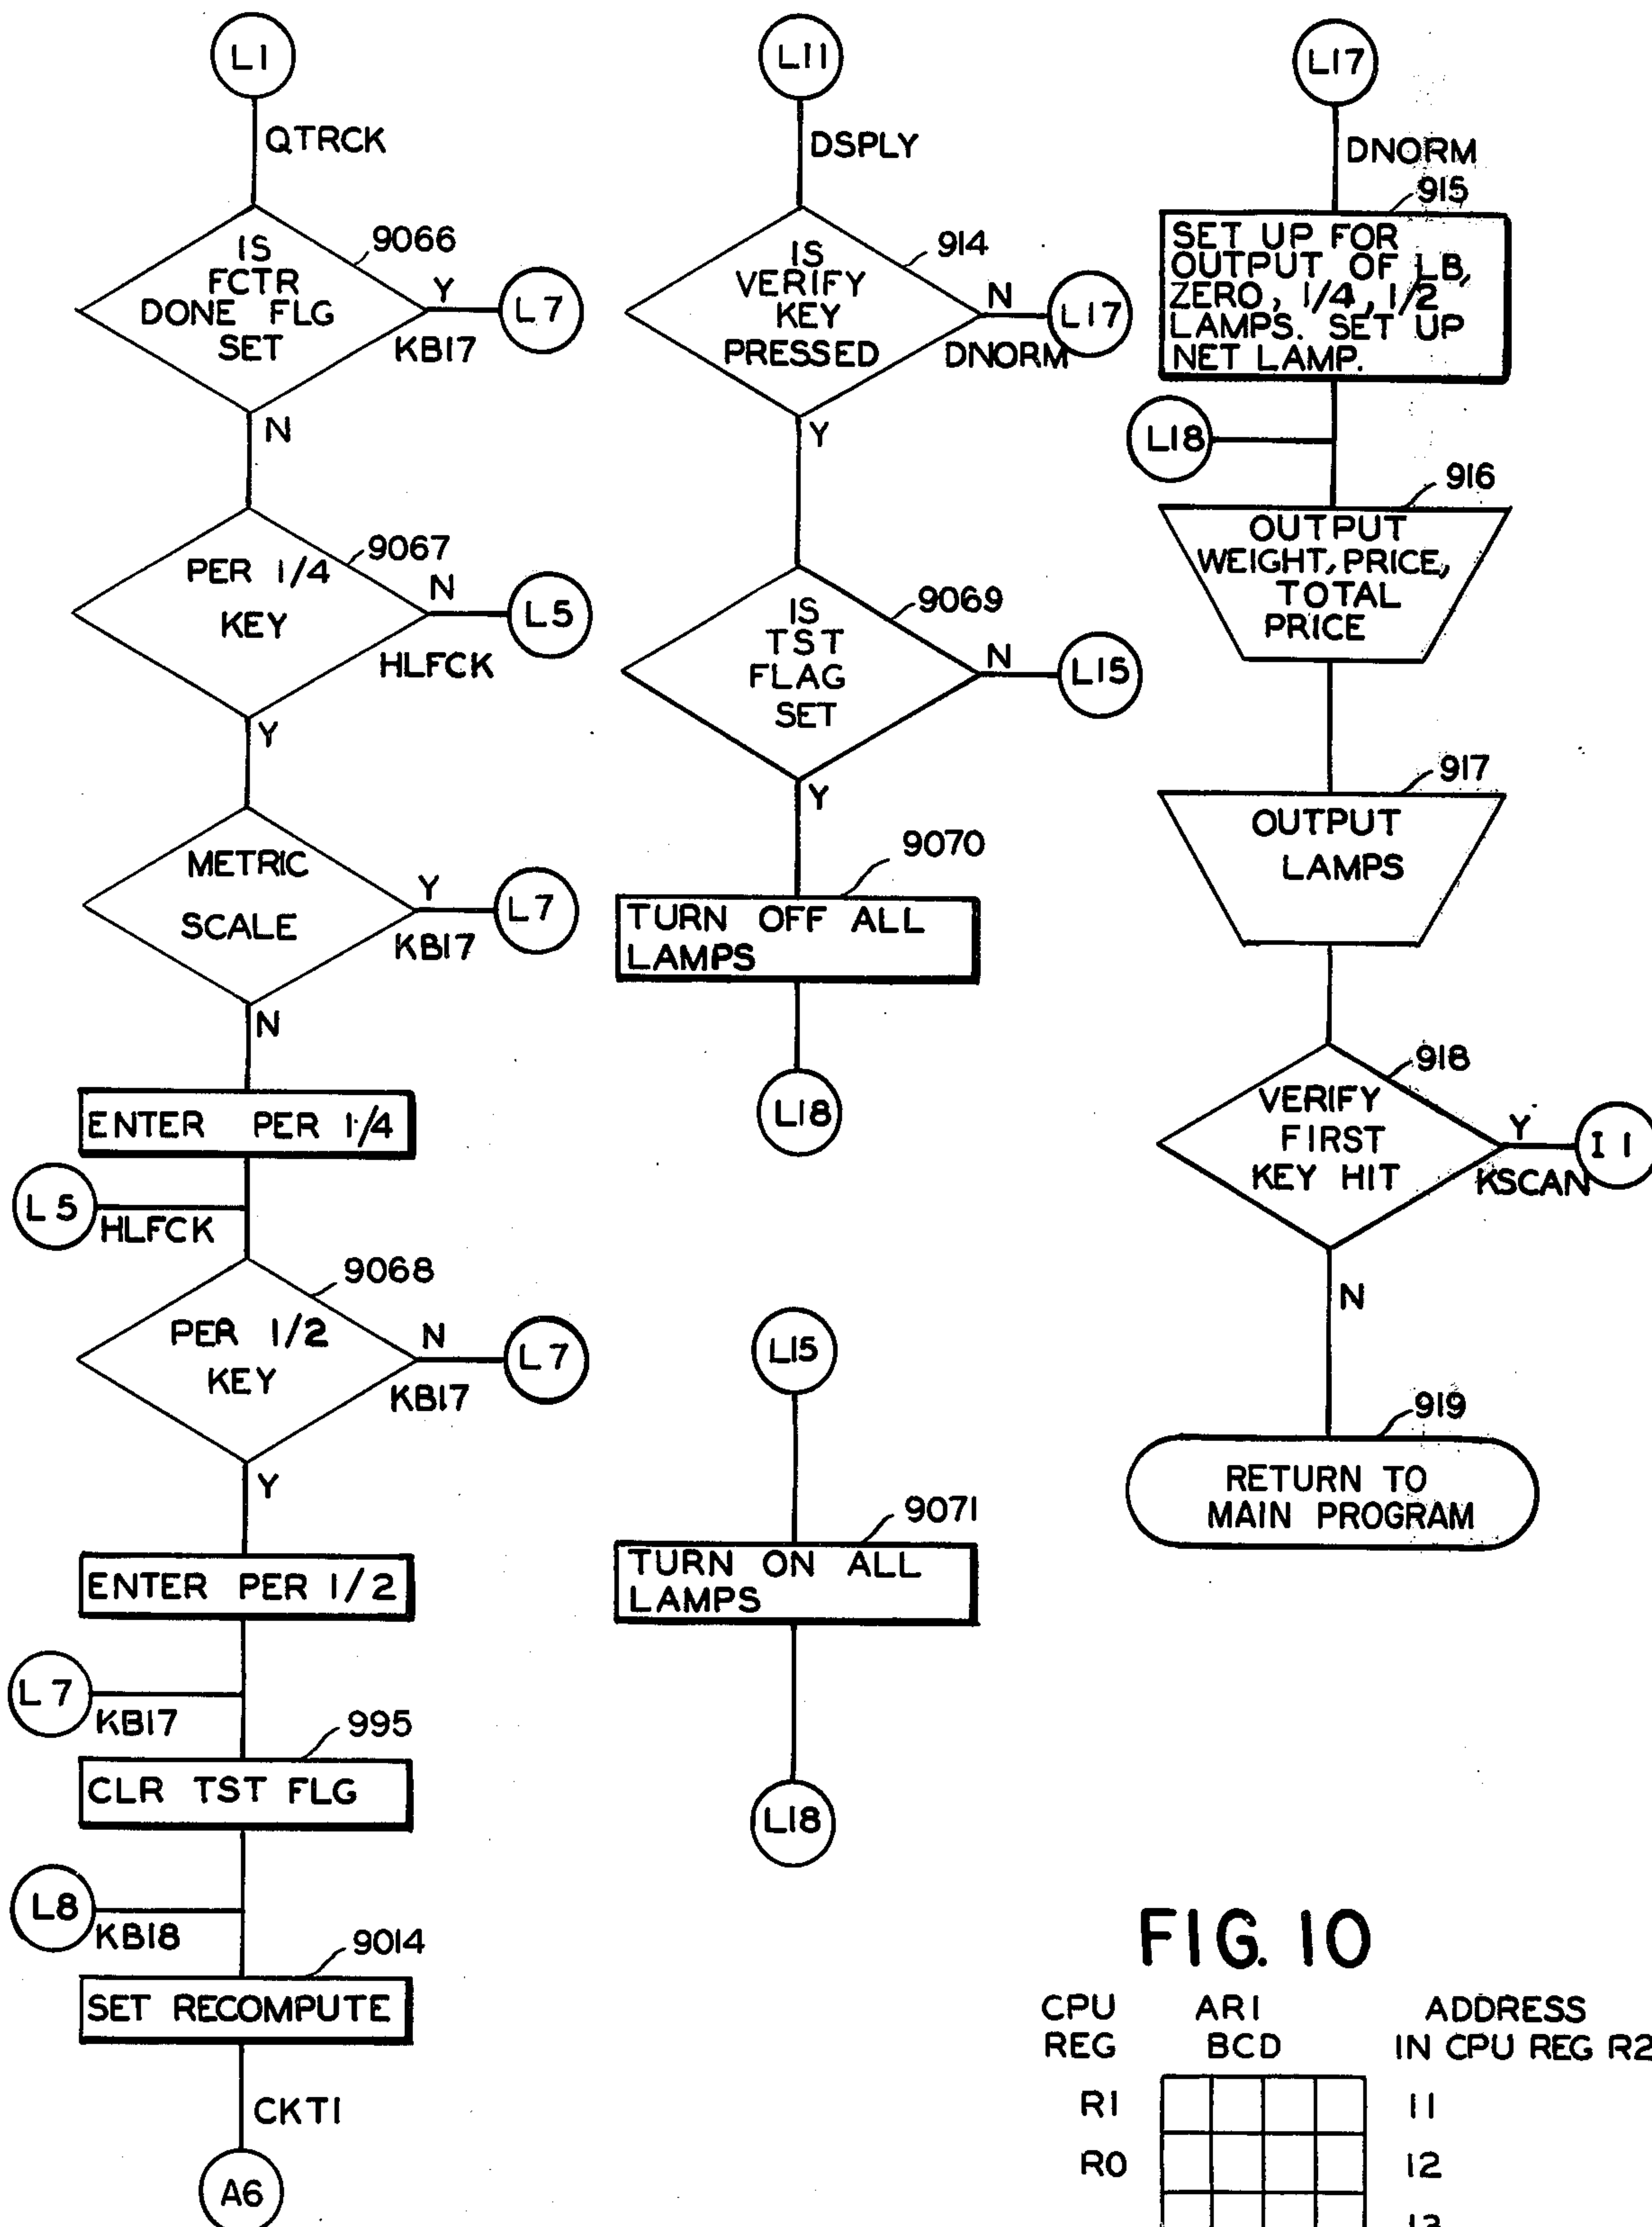 L1
QTRCK
IS
FCTR
DONE FLG
SET
9066
Y
KB17
L7
N
PER 1/4
KEY
9067
N
HLFCK
L5
Y
METRIC
SCALE
Y
KB17
L7
N
ENTER PER 1/4
L5
HLFCK
9068
PER 1/2
KEY
N
KB17
L7
Y
ENTER PER 1/2
L7
KB17
995
CLR TST FLG
L8
KB18
9014
SET RECOMPUTE
CKT1
A6
L11
DSPLY
IS
VERIFY
KEY
PRESSED
914
N
DNORM
L17
Y
IS
TST
FLAG
SET
9069
N
L15
Y
9070
TURN OFF ALL
LAMPS
L18
L15
9071
TURN ON ALL
LAMPS
L18
L17
DNORM
915
SET UP FOR
OUTPUT OF LB,
ZERO, 1/4, 1/2
LAMPS. SET UP
NET LAMP.
L18
916
OUTPUT
WEIGHT, PRICE,
TOTAL
PRICE
917
OUTPUT
LAMPS
918
VERIFY
FIRST
KEY HIT
Y
KSCAN
I1
N
919
RETURN TO
MAIN PROGRAM
FIG. 10
CPU REG
AR1 BCD
ADDRESS IN CPU REG R2
R1 11
R0 12
13